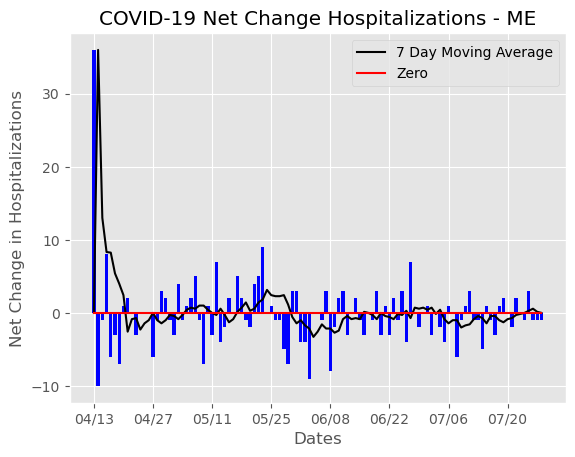 COVID-19 Net Change Hospitalizations - ME
7 Day Moving Average
Zero
Net Change in Hospitalizations
30
20
10
0
−10
04/13 04/27 05/11 05/25 06/08 06/22 07/06 07/20
Dates